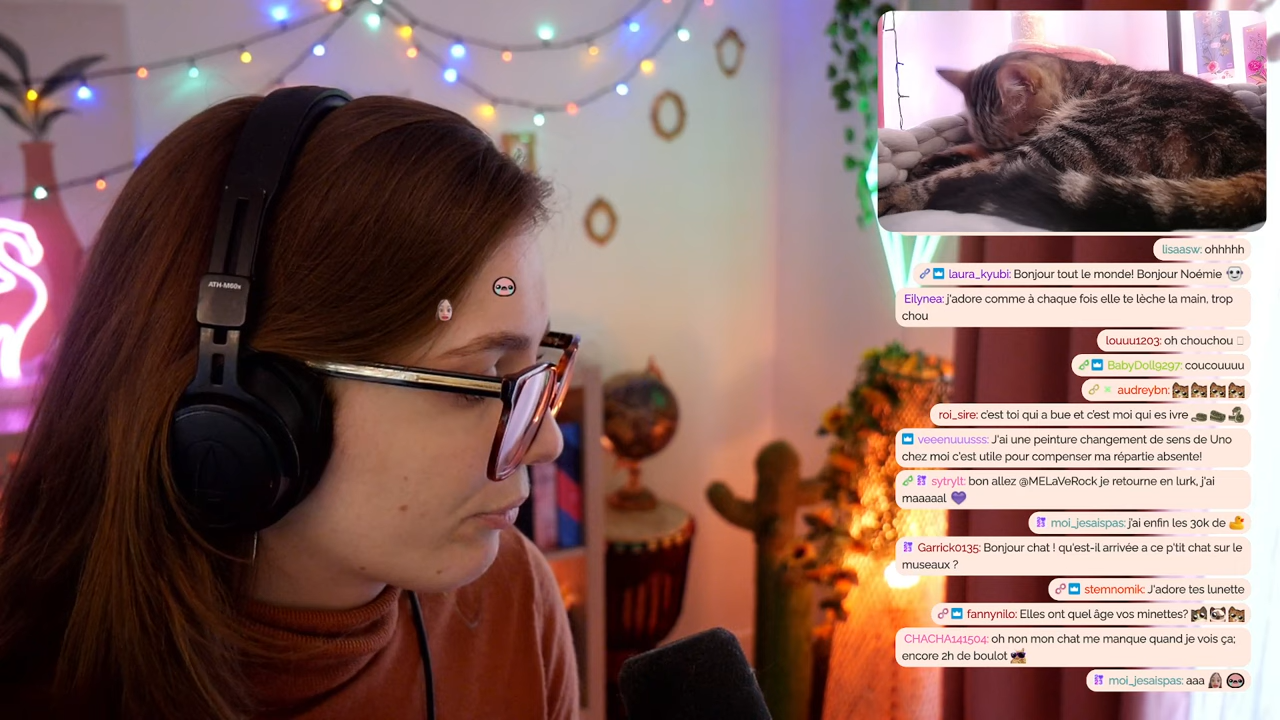 ATH-M60x
lisaasw: ohhhhh
laura_kyubi: Bonjour tout le monde! Bonjour Noémie
Eilynea: j'adore comme à chaque fois elle te lèche la main, trop
chou
louuu1203: oh chouchou
BabyDoll9297: coucouuuu
audreybn:
roi_sire: c'est toi qui a bue et c'est moi qui es ivre
veeenuuusss: J'ai une peinture changement de sens de Uno
chez moi c'est utile pour compenser ma répartie absente!
sytrylt: bon allez @MELaVeRock je retourne en lurk, j'ai
maaaaal
moi_jesaispas: j'ai enfin les 30k de
Garrick0135: Bonjour chat ! qu'est-il arrivée a ce p'tit chat sur le
museaux ?
stemnomik: J'adore tes lunette
fannynilo: Elles ont quel âge vos minettes?
CHACHA141504: oh non mon chat me manque quand je vois ça;
encore 2h de boulot
moi_jesaispas: aaa